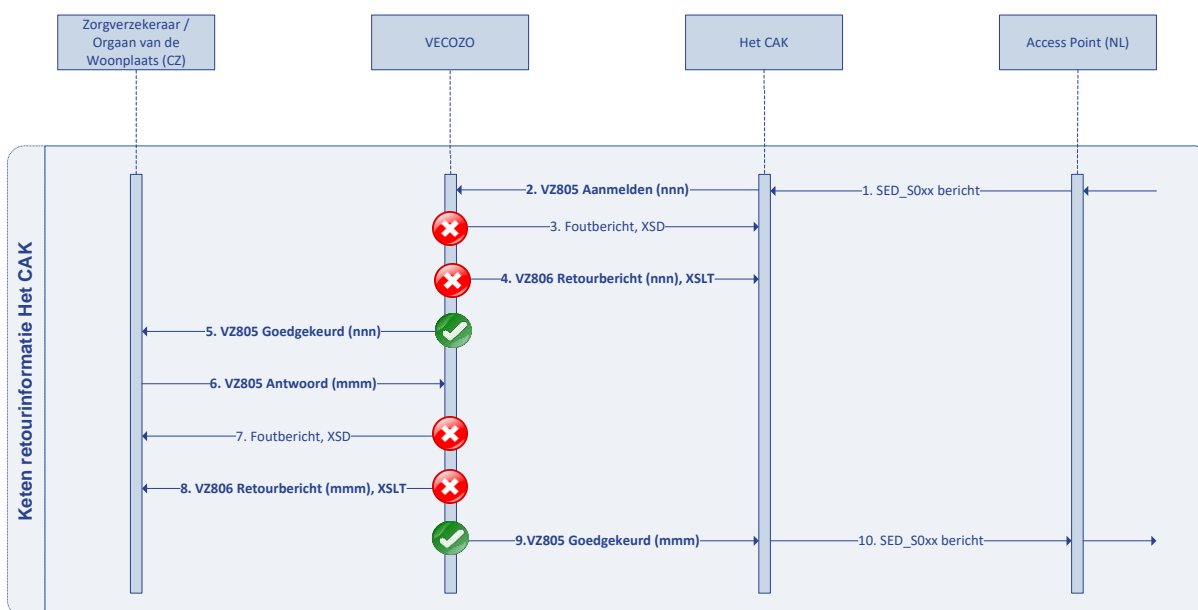 Zorgverzekeraar /
Orgaan van de
Woonplaats (CZ)
VECOZO
Het CAK
Access Point (NL)
Keten retourinformatie Het CAK
2. VZ805 Aanmelden (nnn)
1. SED_S0xx bericht
3. Foutbericht, XSD
4. VZ806 Retourbericht (nnn), XSLT
5. VZ805 Goedgekeurd (nnn)
6. VZ805 Antwoord (mmm)
7. Foutbericht, XSD
8. VZ806 Retourbericht (mmm), XSLT
9.VZ805 Goedgekeurd (mmm)
10. SED_S0xx bericht